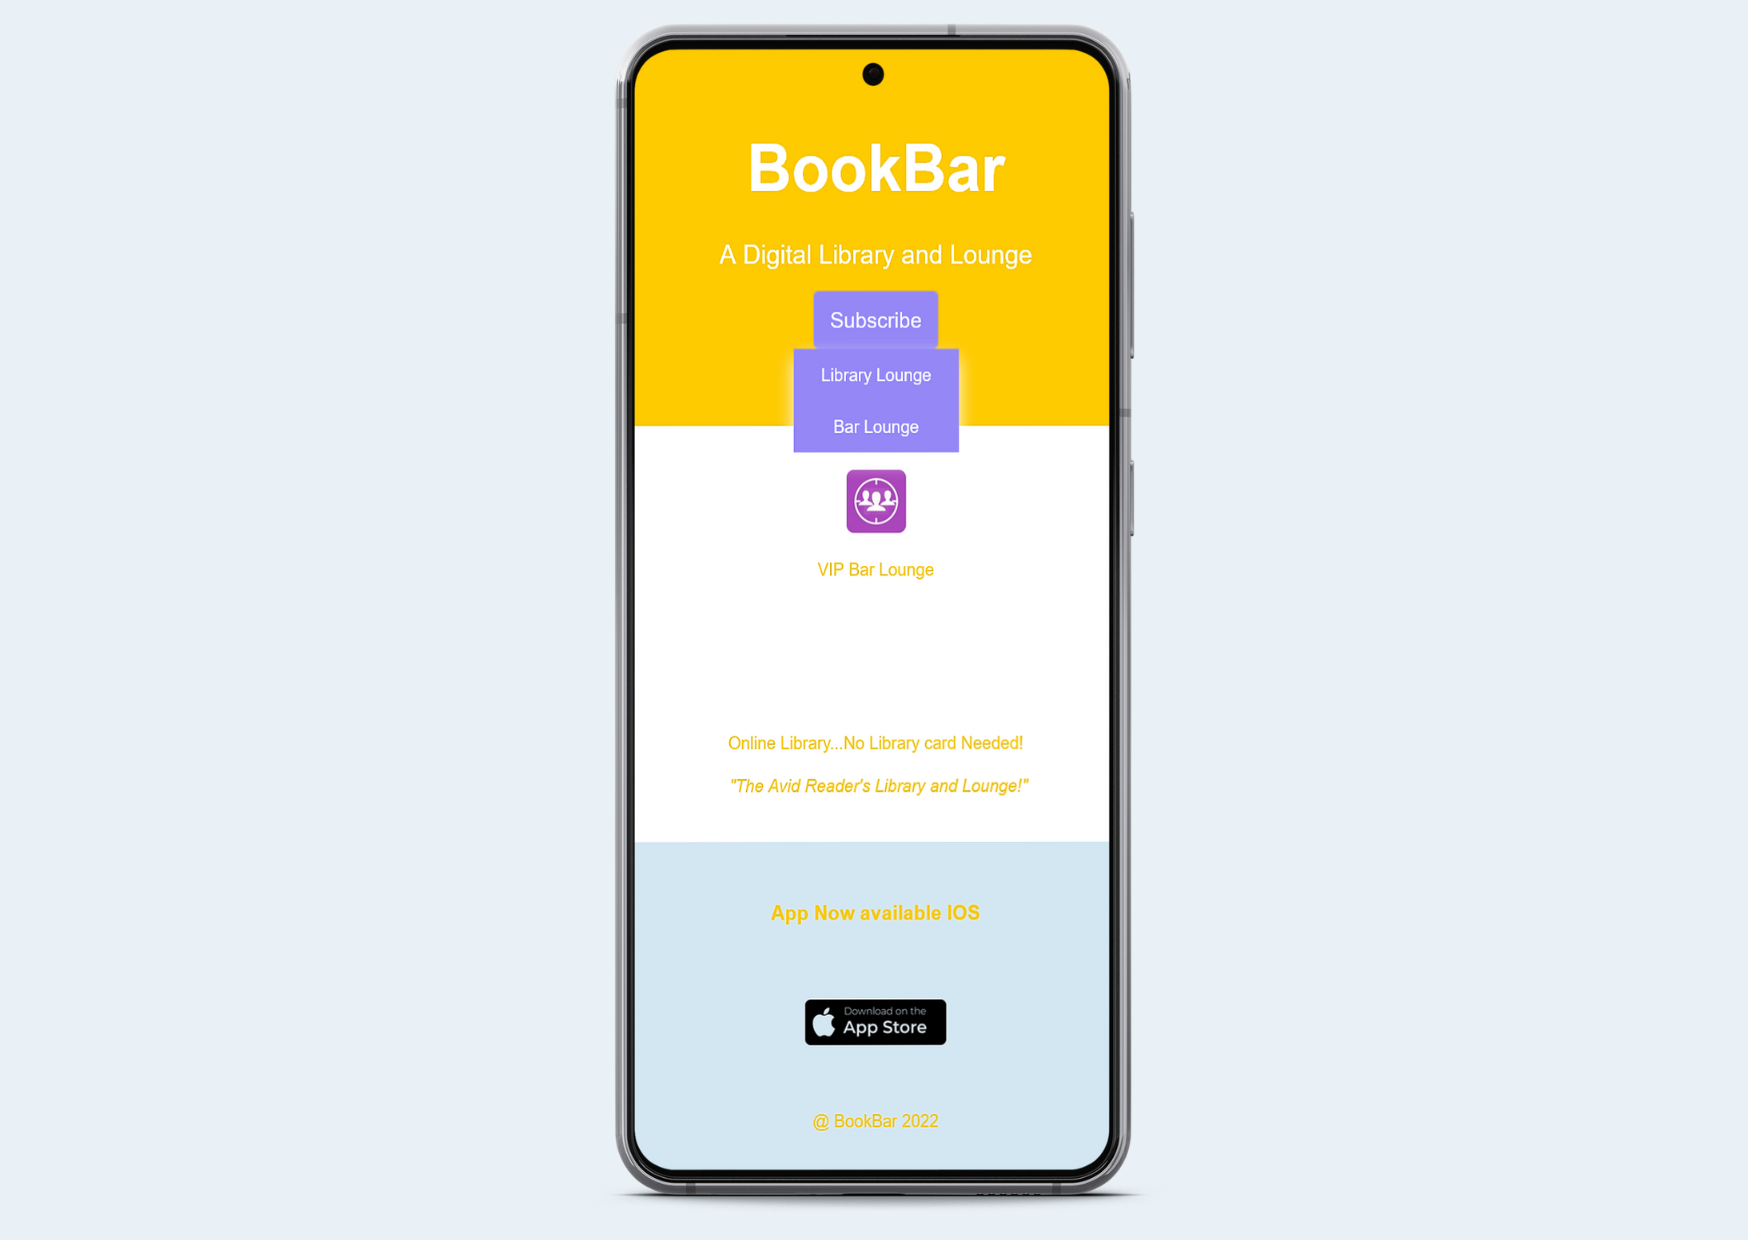 BookBar
A Digital Library and Lounge
Subscribe
Library Lounge
Bar Lounge
VIP Bar Lounge
Online Library...No Library card Needed!
"The Avid Reader's Library and Lounge!"
App Now available IOS
Download on the
App Store
@ BookBar 2022